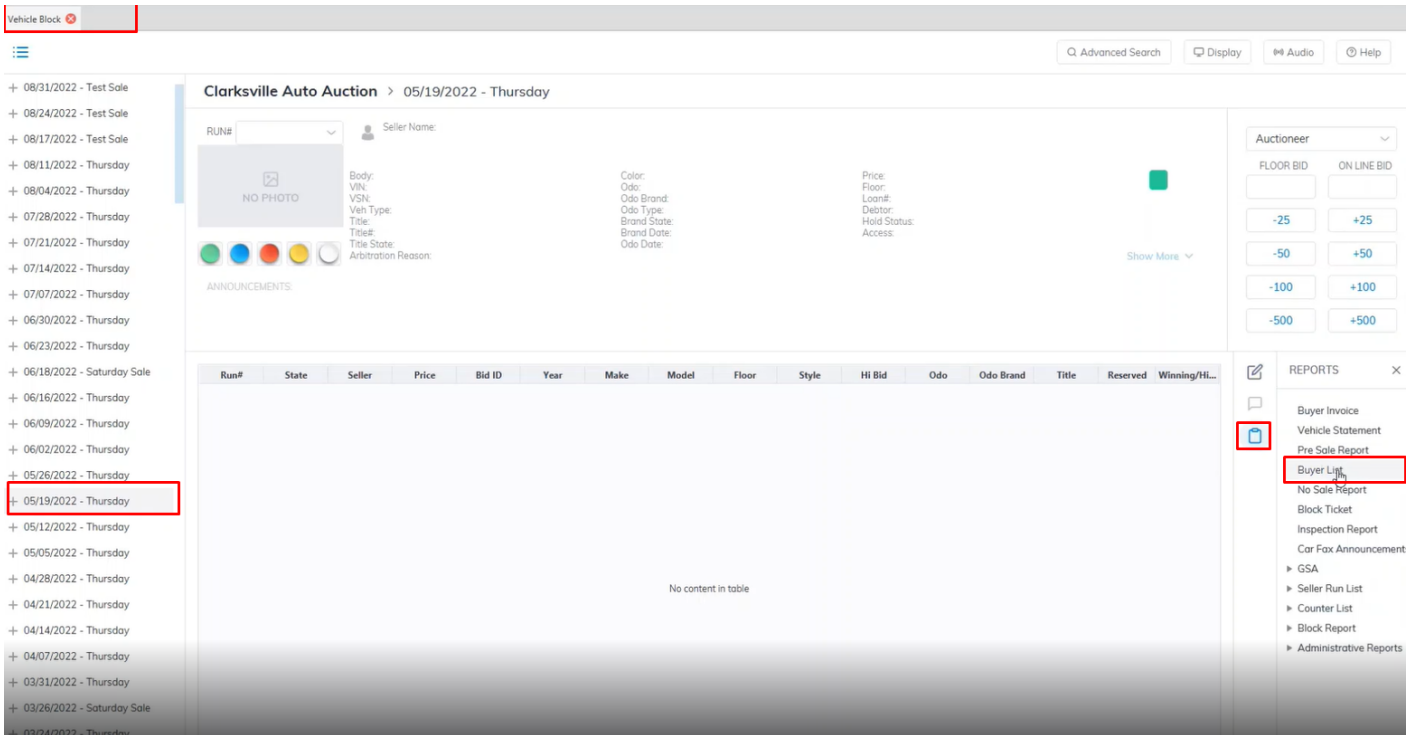 Vehicle Block
Advanced Search
Display
Audio
Help
08/31/2022 - Test Sale
08/24/2022 - Test Sale
08/17/2022 - Test Sale
08/11/2022 - Thursday
08/04/2022 - Thursday
07/28/2022 - Thursday
07/21/2022 - Thursday
07/14/2022 - Thursday
07/07/2022 - Thursday
06/30/2022 - Thursday
06/23/2022 - Thursday
06/18/2022 - Saturday Sale
06/16/2022 - Thursday
06/09/2022 - Thursday
06/02/2022 - Thursday
05/26/2022 - Thursday
05/19/2022 - Thursday
05/12/2022 - Thursday
05/05/2022 - Thursday
04/28/2022 - Thursday
04/21/2022 - Thursday
04/14/2022 - Thursday
04/07/2022 - Thursday
03/31/2022 - Thursday
03/26/2022 - Saturday Sale
03/24/2022 - Thursday
Clarksville Auto Auction > 05/19/2022 - Thursday
RUN#
Seller Name:
NO PHOTO
Body:
VIN:
VSN:
Veh Type:
Title:
Title#:
Title State:
Arbitration Reason:
Color:
Odo:
Odo Brand:
Odo Type:
Brand State:
Brand Date:
Odo Date:
Price:
Floor:
Loan#:
Debtor:
Hold Status:
Access:
Show More
ANNOUNCEMENTS:
Auctioneer
FLOOR BID ON LINE BID
-25 +25
-50 +50
-100 +100
-500 +500
Run# State Seller Price Bid ID Year Make Model Floor Style Hi Bid Odo Odo Brand Title Reserved Winning/Hi...
No content in table
REPORTS
Buyer Invoice
Vehicle Statement
Pre Sale Report
Buyer List
No Sale Report
Block Ticket
Inspection Report
Car Fax Announcement
GSA
Seller Run List
Counter List
Block Report
Administrative Reports